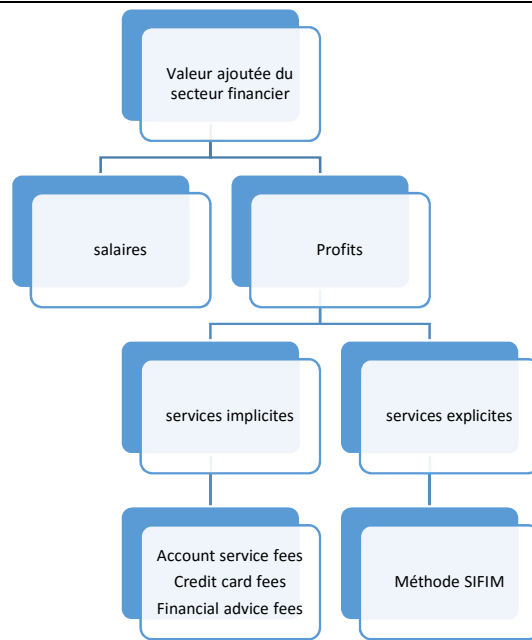 Valeur ajoutée du
secteur financier
salaires
Profits
services implicites
services explicites
Account service fees
Credit card fees
Financial advice fees
Méthode SIFIM